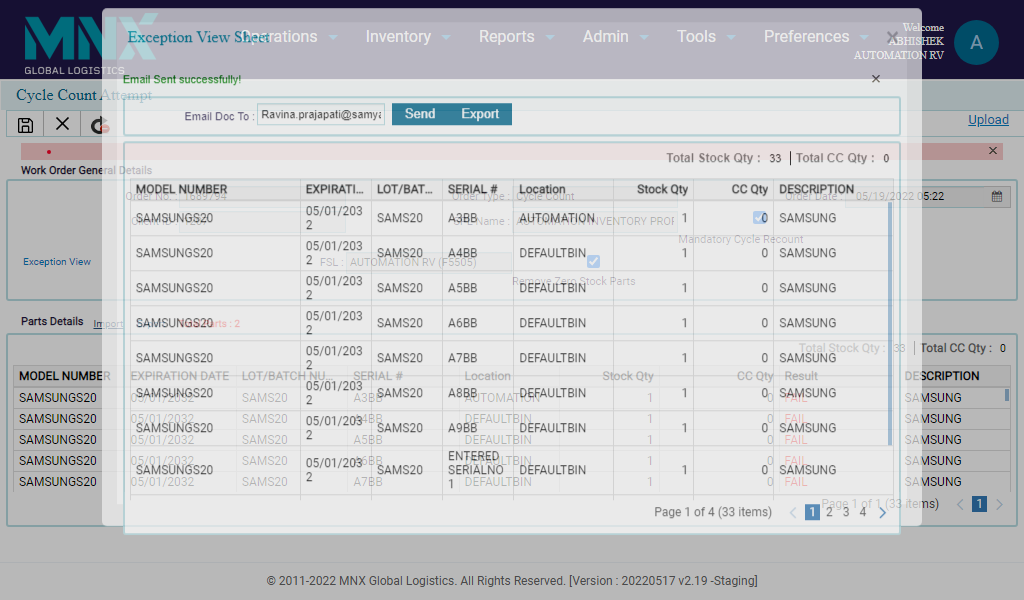 MNX
GLOBAL LOGISTICS
Exception View Sheet
Operations Inventory Reports Admin Tools Preferences
Welcome
ABHISHEK
AUTOMATION RV
A
Email Sent successfully!
Cycle Count Attempt
Email Doc To : Ravina.prajapati@samya Send Export
Upload
Total Stock Qty : 33 Total CC Qty : 0
Work Order General Details
MODEL NUMBER EXPIRATI... LOT/BAT... SERIAL # Location Stock Qty CC Qty DESCRIPTION
SAMSUNGS20 05/01/2032 SAMS20 A3BB AUTOMATION 1 0 SAMSUNG
SAMSUNGS20 05/01/2032 SAMS20 A4BB DEFAULTBIN 1 0 SAMSUNG
SAMSUNGS20 05/01/2032 SAMS20 A5BB DEFAULTBIN 1 0 SAMSUNG
SAMSUNGS20 05/01/2032 SAMS20 A6BB DEFAULTBIN 1 0 SAMSUNG
SAMSUNGS20 05/01/2032 SAMS20 A7BB DEFAULTBIN 1 0 SAMSUNG
SAMSUNGS20 05/01/2032 SAMS20 A8BB DEFAULTBIN 1 0 SAMSUNG
SAMSUNGS20 05/01/2032 SAMS20 A9BB DEFAULTBIN 1 0 SAMSUNG
SAMSUNGS20 05/01/2032 SAMS20 ENTERED SERIALNO 1 DEFAULTBIN 1 0 SAMSUNG
Page 1 of 4 (33 items) 1 2 3 4
Order No. : 1689794 Order Type : Cycle Count Order Date : 05/19/2022 05:22
Client ID : AUTOMATION INVENTORY PROF
Mandatory Cycle Recount
Exception View FSL : AUTOMATION RV (F5505)
Remove Zero Stock Parts
Parts Details Import Parts : 2
Total Stock Qty : 33 Total CC Qty : 0
MODEL NUMBER EXPIRATION DATE LOT/BATCH NU... SERIAL # Location Stock Qty CC Qty Result DESCRIPTION
SAMSUNGS20 05/01/2032 SAMS20 A3BB AUTOMATION 1 0 FAIL SAMSUNG
SAMSUNGS20 05/01/2032 SAMS20 A4BB DEFAULTBIN 1 0 FAIL SAMSUNG
SAMSUNGS20 05/01/2032 SAMS20 A5BB DEFAULTBIN 1 0 FAIL SAMSUNG
SAMSUNGS20 05/01/2032 SAMS20 A6BB DEFAULTBIN 1 0 FAIL SAMSUNG
SAMSUNGS20 05/01/2032 SAMS20 A7BB DEFAULTBIN 1 0 FAIL SAMSUNG
Page 1 of 1 (33 items) 1
© 2011-2022 MNX Global Logistics. All Rights Reserved. [Version : 20220517 v2.19 -Staging]